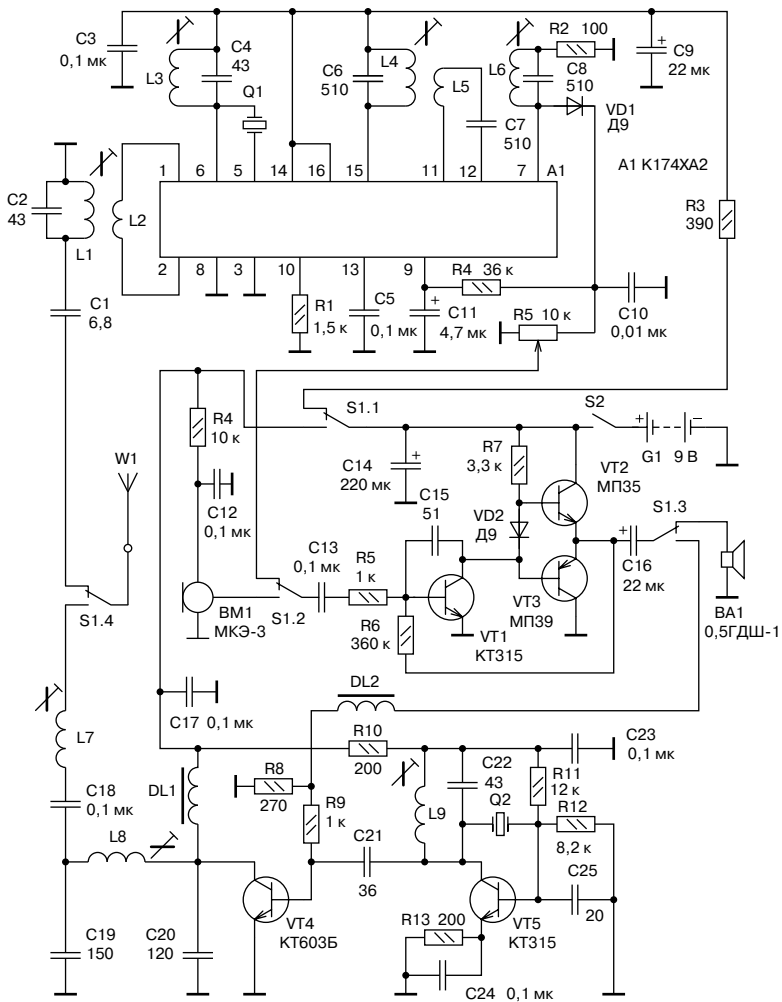 C3
0,1 мк
L3
C4
43
Q1
C6
510
L4
L5
C7
510
L6
R2 100
C8
510
VD1
Д9
C9
22 мк
A1 К174ХА2
R3
390
C2
43
L1
L2
1
6
5
14
16
15
11
12
7
A1
2
8
3
10
13
9
C1
6,8
R1
1,5 к
C5
0,1 мк
C11
4,7 мк
R4 36 к
R5 10 к
C10
0,01 мк
R4
10 к
S1.1
S2
+
G1
9 В
−
W1
C12
0,1 мк
C14
220 мк
R7
3,3 к
VT2
МП35
C15
51
VD2
Д9
S1.3
C13
0,1 мк
R5
1 к
C16
22 мк
S1.4
BM1
МКЭ-3
S1.2
R6
360 к
VT1
КТ315
VT3
МП39
BA1
0,5ГДШ-1
DL2
C17 0,1 мк
L7
R10
200
C23
0,1 мк
C18
0,1 мк
DL1
R8
270
R9
1 к
C22
43
R11
12 к
L9
Q2
R12
8,2 к
L8
C21
36
C25
20
VT4
КТ603Б
VT5
КТ315
R13 200
C19
150
C20
120
C24 0,1 мк